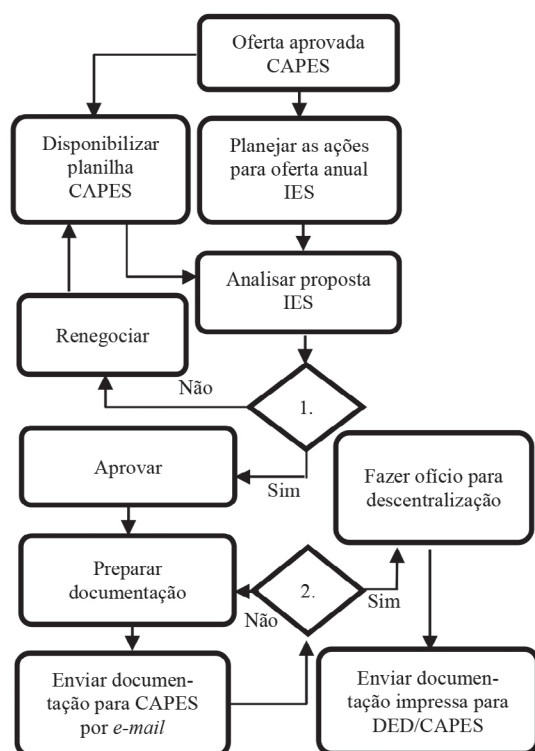 Oferta aprovada
CAPES
Disponibilizar
planilha
CAPES
Planejar as ações
para oferta anual
IES
Analisar proposta
IES
Renegociar
Não
1.
Sim
Aprovar
Fazer ofício para
descentralização
Preparar
documentação
2.
Não
Sim
Enviar documen-
tação para CAPES
por e-mail
Enviar documen-
tação impressa para
DED/CAPES